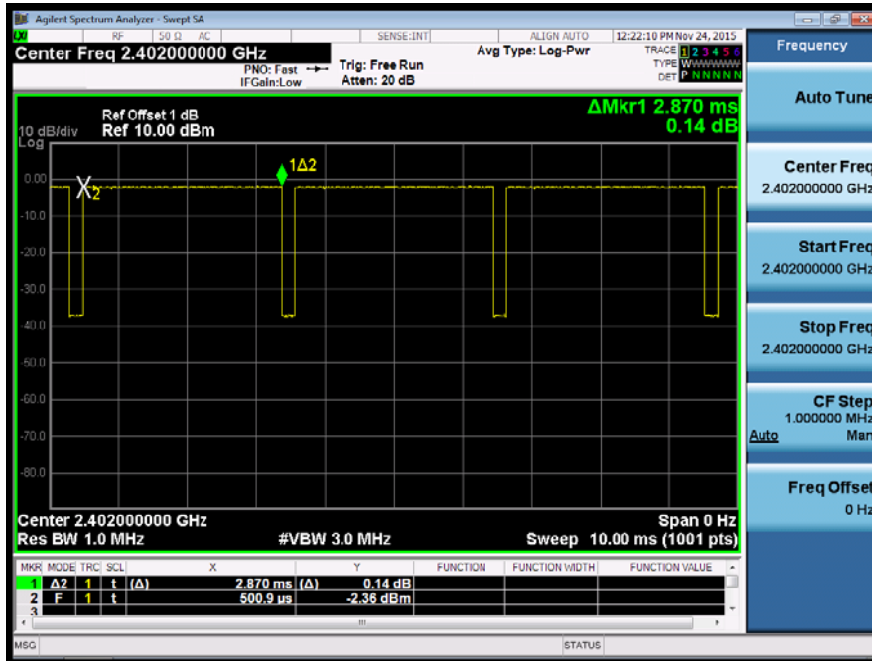 Agilent Spectrum Analyzer - Swept SA
RF 50 Ω AC SENSE:INT ALIGN AUTO 12:22:10 PM Nov 24, 2015
Center Freq 2.402000000 GHz
PNO: Fast
IFGain:Low
Trig: Free Run
Atten: 20 dB
Avg Type: Log-Pwr
TRACE 1 2 3 4 5 6
TYPE WWWWWW
DET P N N N N N
Frequency
Auto Tune
Center Freq
2.402000000 GHz
Start Freq
2.402000000 GHz
Stop Freq
2.402000000 GHz
CF Step
1.000000 MHz
Auto Man
Freq Offset
0 Hz
ΔMkr1 2.870 ms
0.14 dB
Ref Offset 1 dB
10 dB/div Ref 10.00 dBm
Log
1Δ2
0.00
2
-10.0
-20.0
-30.0
-40.0
-50.0
-60.0
-70.0
-80.0
Center 2.402000000 GHz Span 0 Hz
Res BW 1.0 MHz #VBW 3.0 MHz Sweep 10.00 ms (1001 pts)
MKR MODE TRC SCL X Y FUNCTION FUNCTION WIDTH FUNCTION VALUE
1 Δ2 1 t (Δ) 2.870 ms (Δ) 0.14 dB
2 F 1 t 500.9 µs -2.36 dBm
3
MSG STATUS